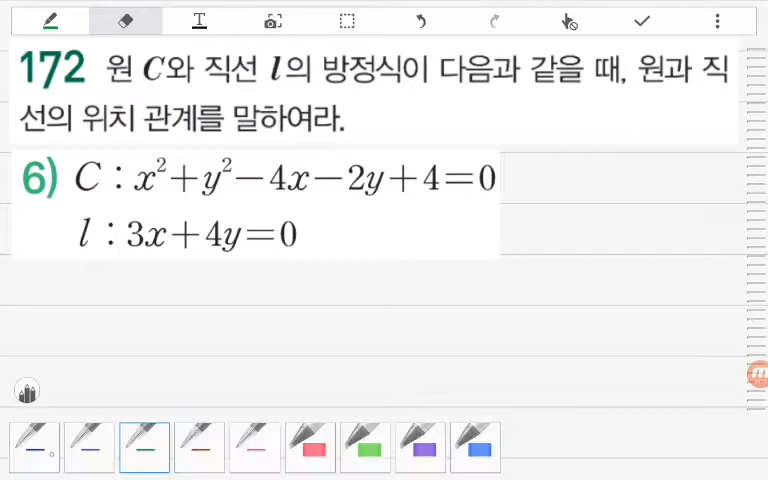 T
172 원 C와 직선 l의 방정식이 다음과 같을 때, 원과 직
선의 위치 관계를 말하여라.
6) C : x²+y²-4x-2y+4=0
l : 3x+4y=0